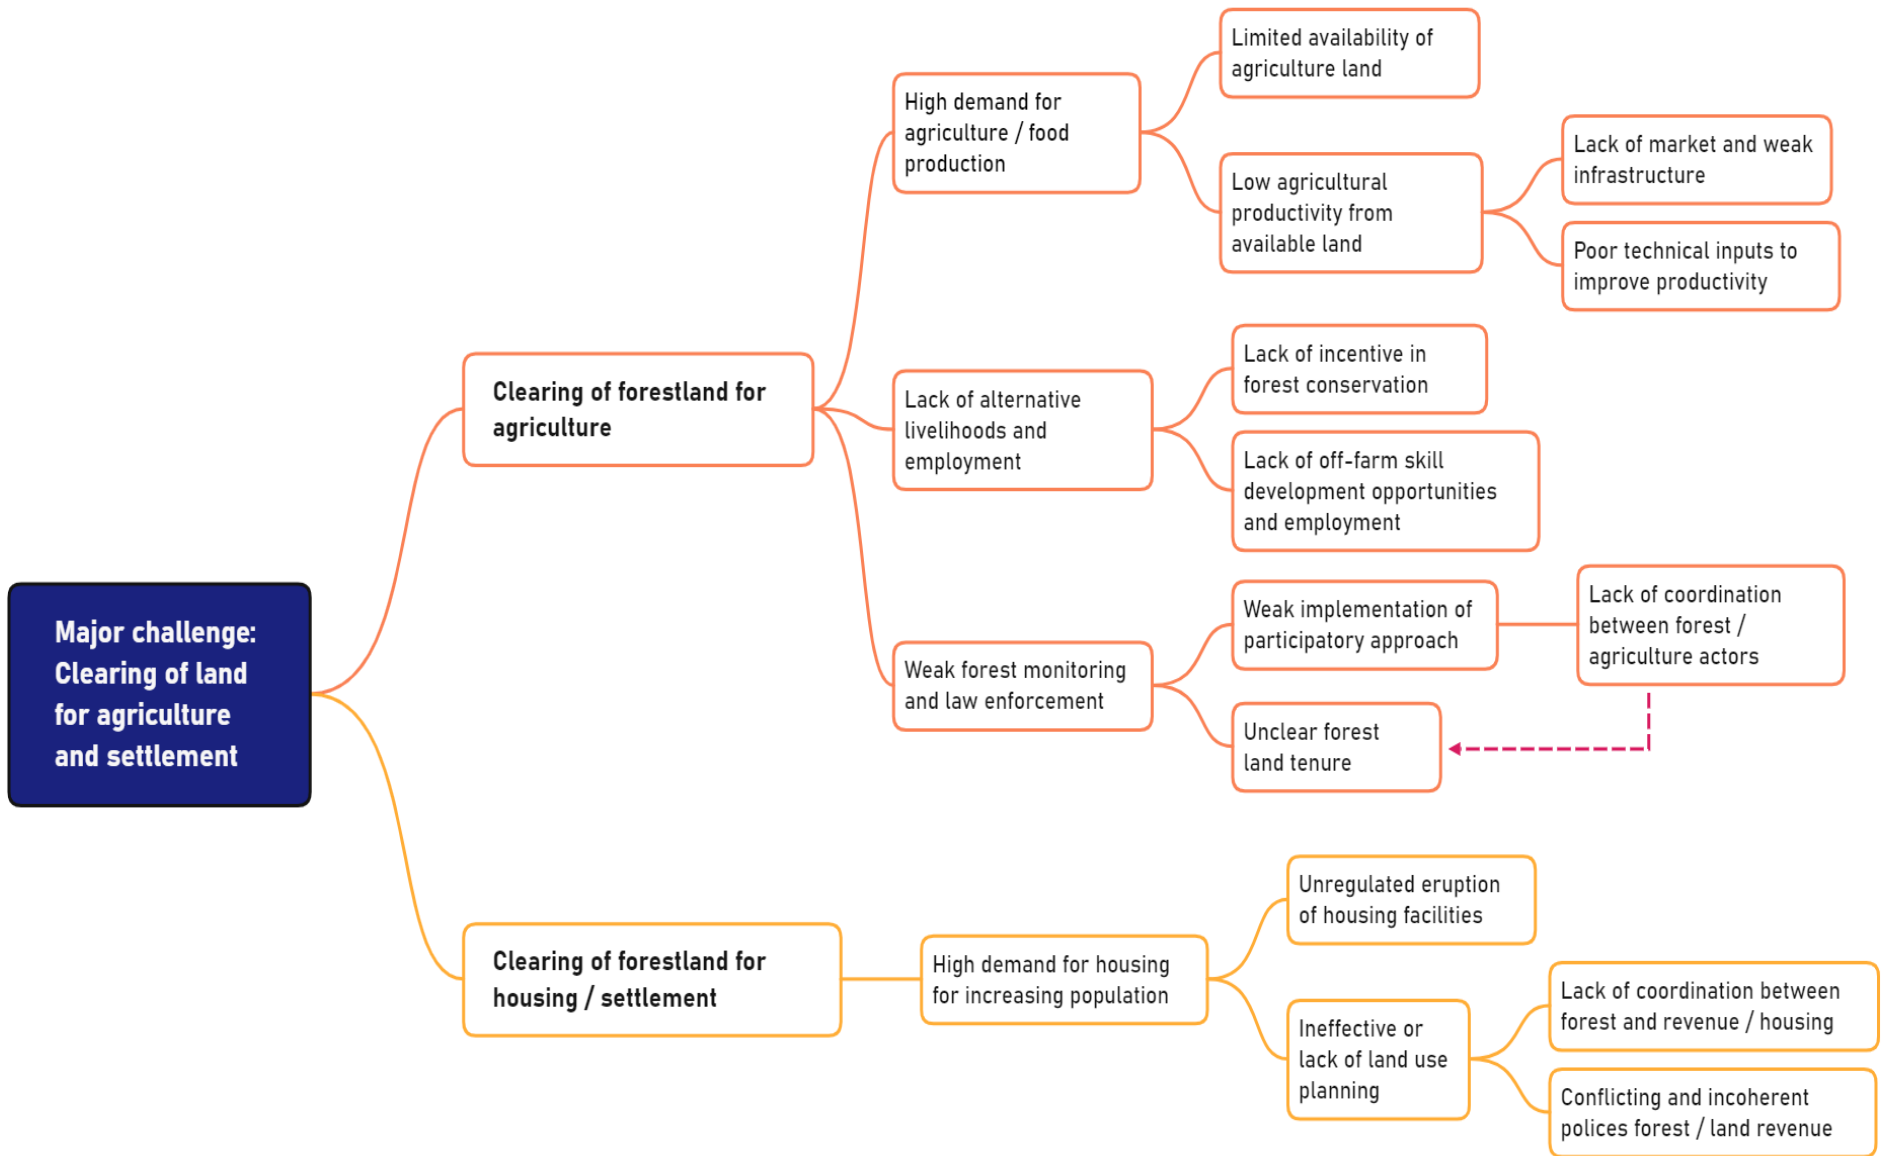 Major challenge:
Clearing of land
for agriculture
and settlement
Clearing of forestland for
agriculture
High demand for
agriculture / food
production
Limited availability of
agriculture land
Low agricultural
productivity from
available land
Lack of market and weak
infrastructure
Poor technical inputs to
improve productivity
Lack of alternative
livelihoods and
employment
Lack of incentive in
forest conservation
Lack of off-farm skill
development opportunities
and employment
Weak forest monitoring
and law enforcement
Weak implementation of
participatory approach
Lack of coordination
between forest /
agriculture actors
Unclear forest
land tenure
Clearing of forestland for
housing / settlement
High demand for housing
for increasing population
Unregulated eruption
of housing facilities
Ineffective or
lack of land use
planning
Lack of coordination between
forest and revenue / housing
Conflicting and incoherent
polices forest / land revenue